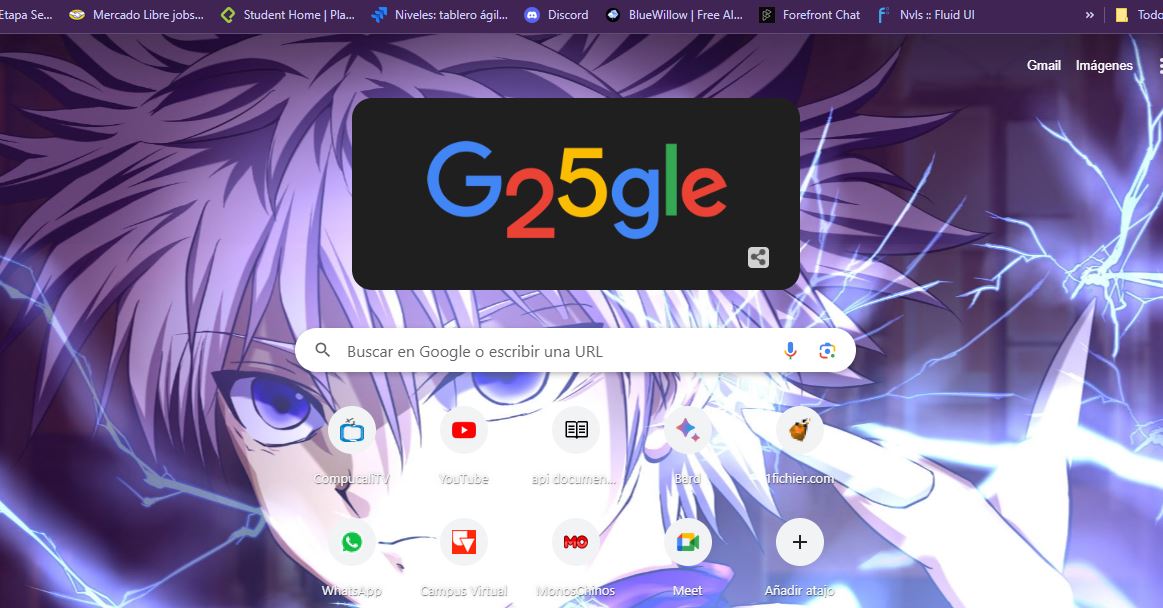 Etapa Se...
Mercado Libre jobs...
Student Home | Pla...
Niveles: tablero ágil...
Discord
BlueWillow | Free AI...
Forefront Chat
Nvls :: Fluid UI
»
Todo
Gmail
Imágenes
G25gle
Buscar en Google o escribir una URL
CompucaliTV
YouTube
api documen...
Bard
1fichier.com
MO
WhatsApp
Campus Virtual
MonosChinos
Meet
Añadir atajo